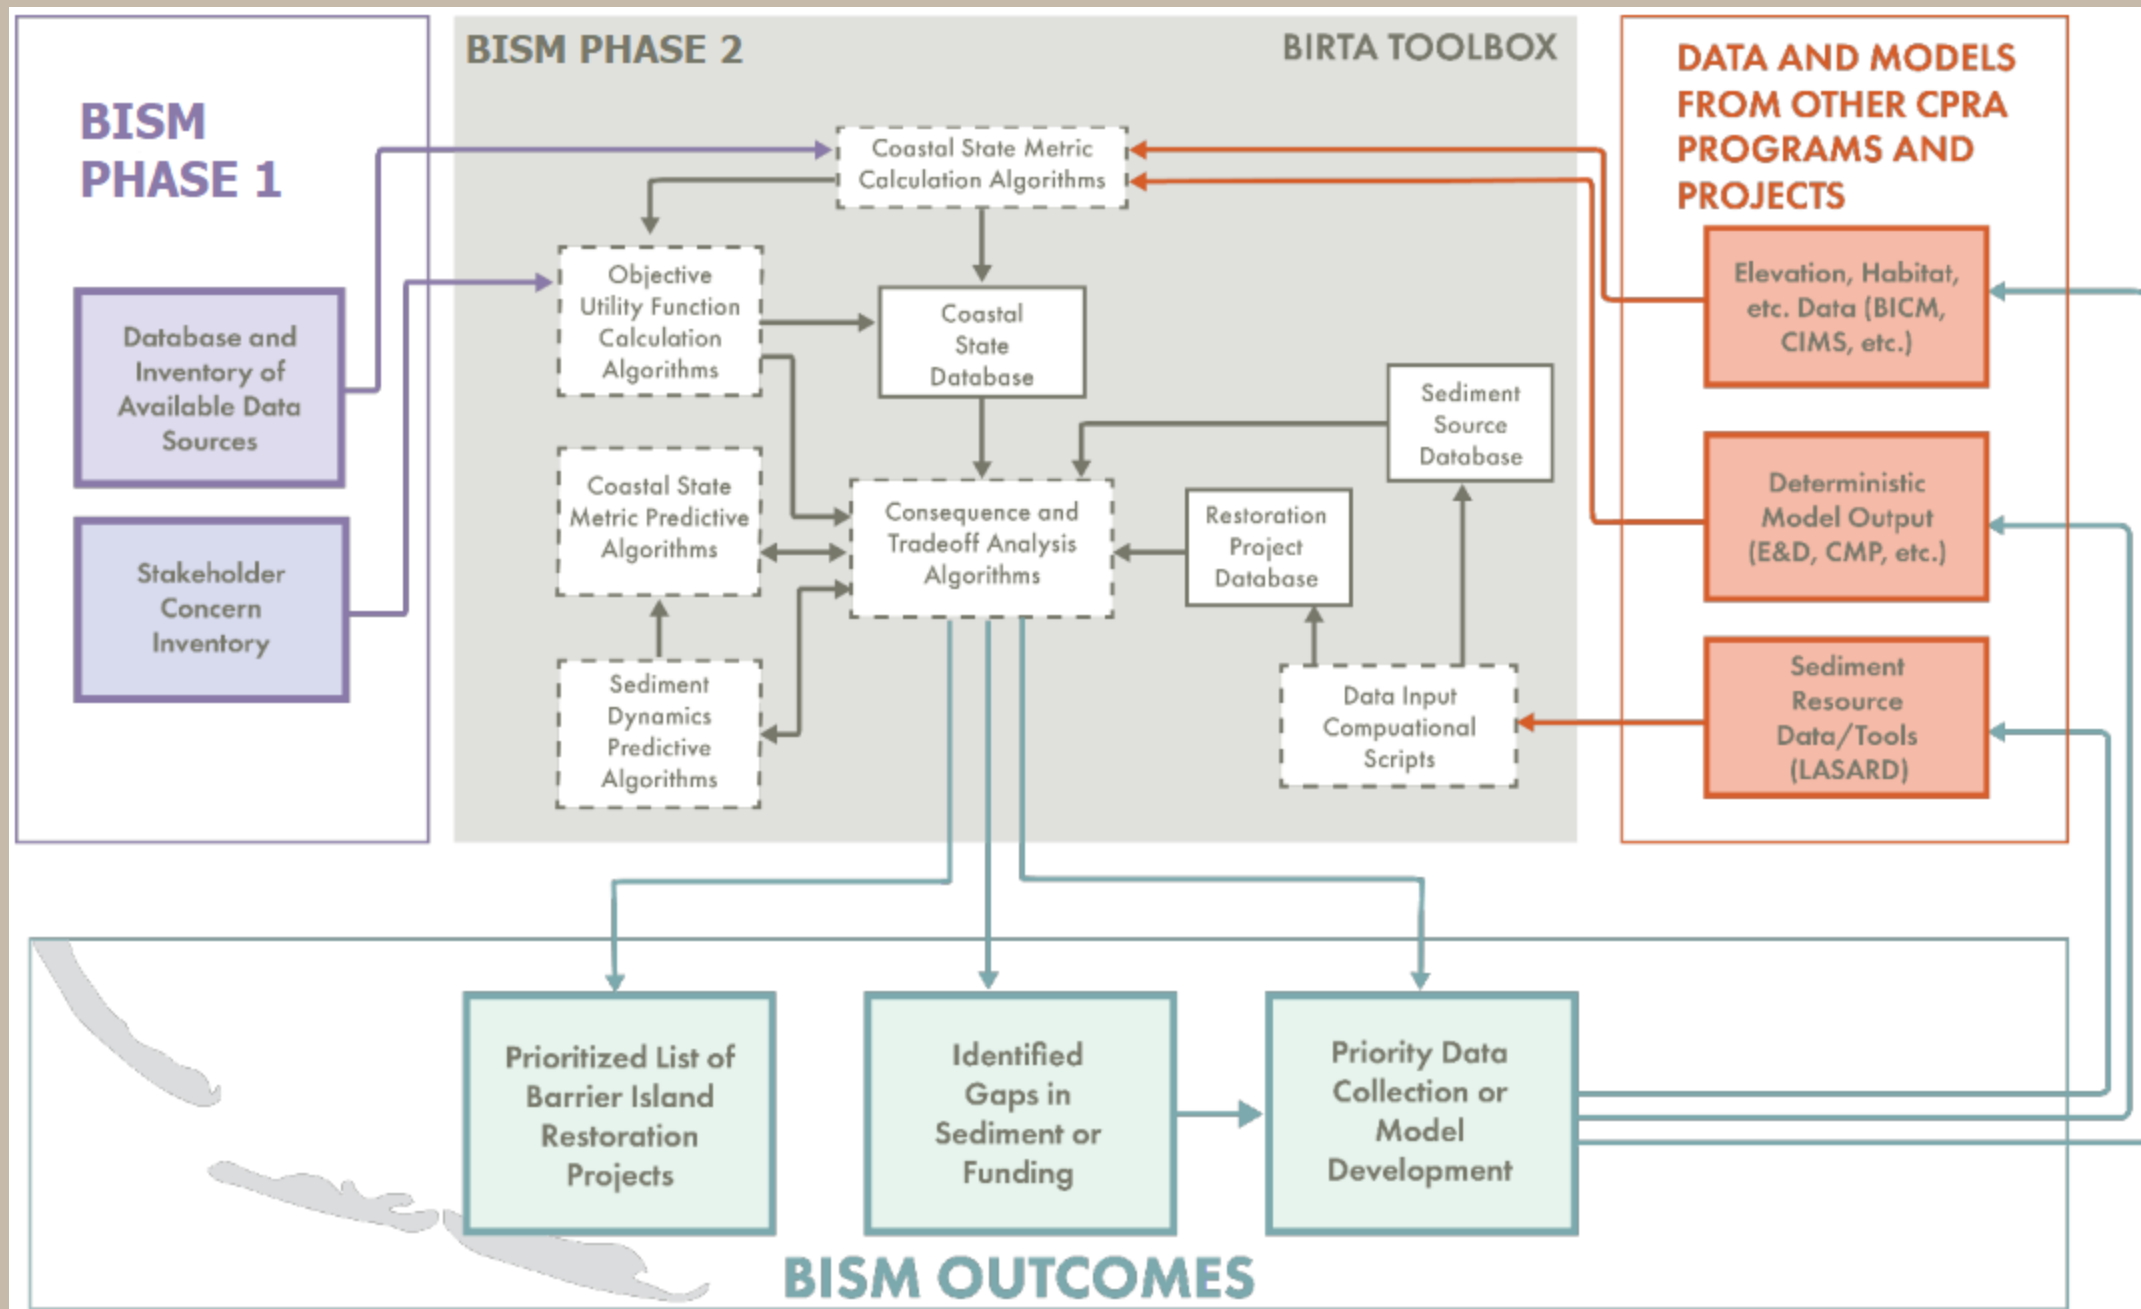 BISM
PHASE 1
Database and
Inventory of
Available Data
Sources
Stakeholder
Concern
Inventory
BISM PHASE 2
BIRTA TOOLBOX
Coastal State Metric
Calculation Algorithms
Objective
Utility Function
Calculation
Algorithms
Coastal
State
Database
Sediment
Source
Database
Coastal State
Metric Predictive
Algorithms
Consequence and
Tradeoff Analysis
Algorithms
Restoration
Project
Database
Sediment
Dynamics
Predictive
Algorithms
Data Input
Compuational
Scripts
DATA AND MODELS
FROM OTHER CPRA
PROGRAMS AND
PROJECTS
Elevation, Habitat,
etc. Data (BICM,
CIMS, etc.)
Deterministic
Model Output
(E&D, CMP, etc.)
Sediment
Resource
Data/Tools
(LASARD)
Prioritized List of
Barrier Island
Restoration
Projects
Identified
Gaps in
Sediment or
Funding
Priority Data
Collection or
Model
Development
BISM OUTCOMES